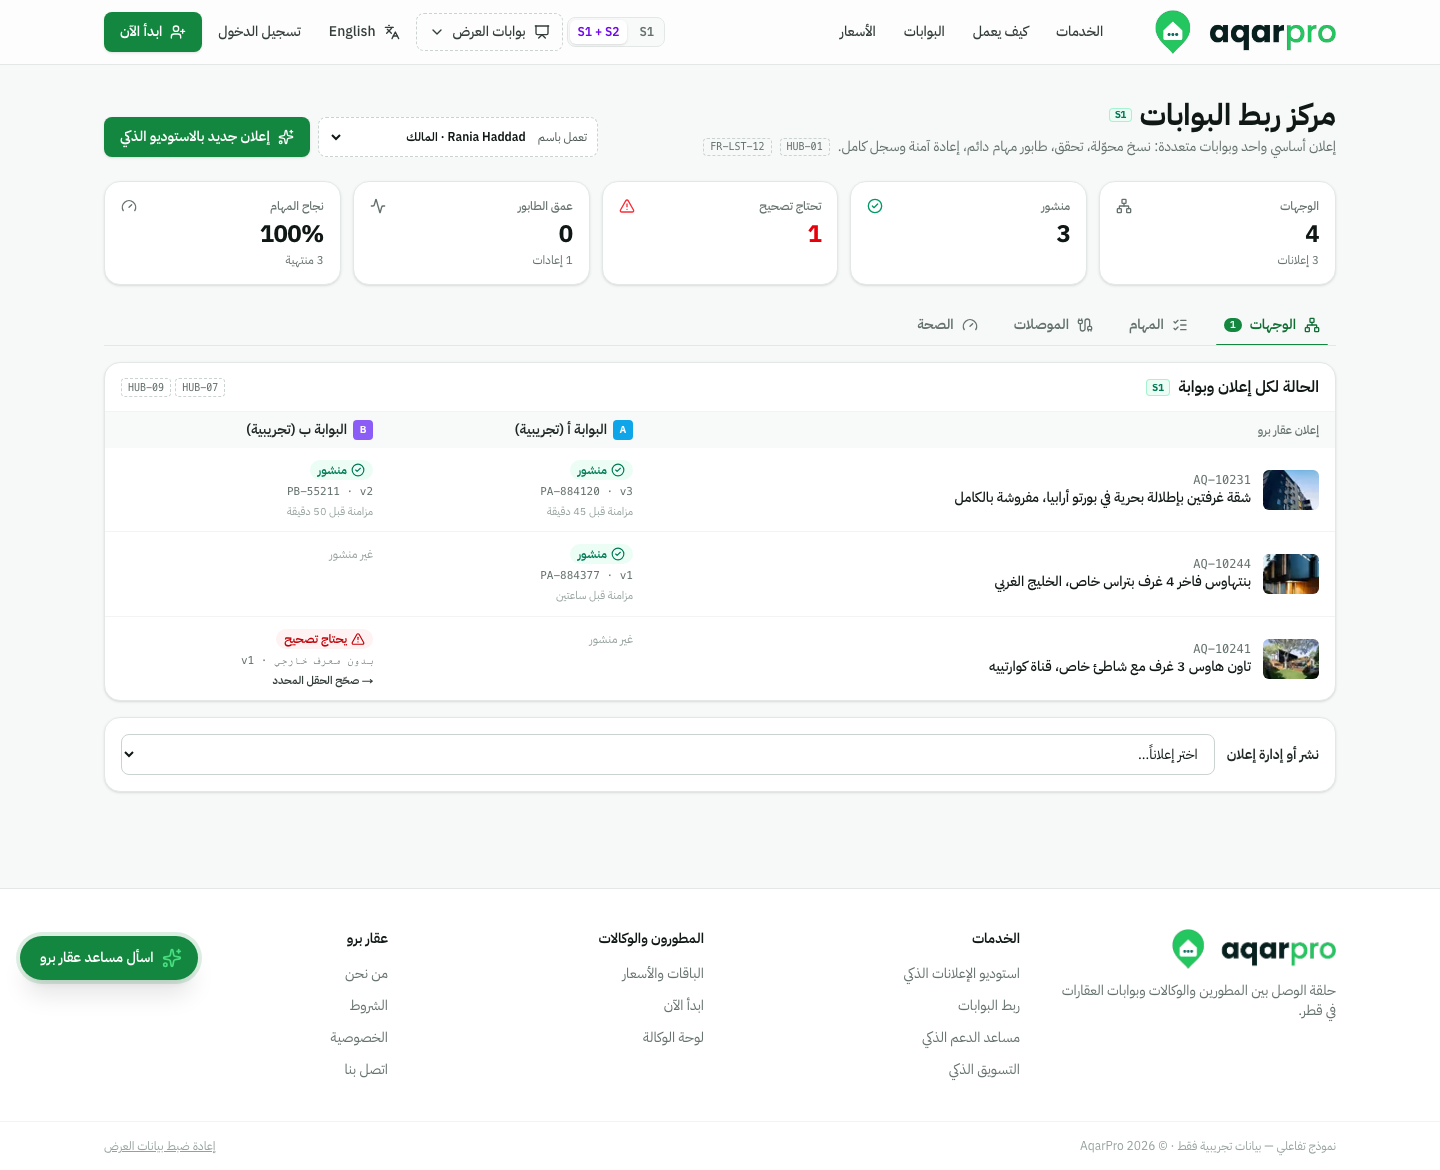 aqarpro
الخدمات
كيف يعمل
البوابات
الأسعار
S1
S1 + S2
بوابات العرض
English
تسجيل الدخول
ابدأ الآن
مركز ربط البوابات S1
إعلان أساسي واحد وبوابات متعددة: نسخ محوّلة، تحقق، طابور مهام دائم، إعادة آمنة وسجل كامل. HUB-01 FR-LST-12
تعمل باسم Rania Haddad · المالك
إعلان جديد بالاستوديو الذكي
الوجهات
4
3 إعلانات
منشور
3
تحتاج تصحيح
1
عمق الطابور
0
1 إعادات
نجاح المهام
100%
3 منتهية
الوجهات 1
المهام
الموصلات
الصحة
الحالة لكل إعلان وبوابة S1
HUB-07 HUB-09
إعلان عقار برو
A البوابة أ (تجريبية)
B البوابة ب (تجريبية)
AQ-10231
شقة غرفتين بإطلالة بحرية في بورتو أرابيا، مفروشة بالكامل
منشور
PA-884120 · v3
مزامنة قبل 45 دقيقة
منشور
PB-55211 · v2
مزامنة قبل 50 دقيقة
AQ-10244
بنتهاوس فاخر 4 غرف بتراس خاص، الخليج الغربي
منشور
PA-884377 · v1
مزامنة قبل ساعتين
غير منشور
AQ-10241
تاون هاوس 3 غرف مع شاطئ خاص، قناة كوارتييه
غير منشور
يحتاج تصحيح
بدون معرف خارجي · v1
صحّح الحقل المحدد →
نشر أو إدارة إعلان
اختر إعلاناً...
aqarpro
حلقة الوصل بين المطورين والوكالات وبوابات العقارات
في قطر.
الخدمات
استوديو الإعلانات الذكي
ربط البوابات
مساعد الدعم الذكي
التسويق الذكي
المطورون والوكالات
الباقات والأسعار
ابدأ الآن
لوحة الوكالة
عقار برو
من نحن
الشروط
الخصوصية
اتصل بنا
اسأل مساعد عقار برو
نموذج تفاعلي — بيانات تجريبية فقط · © 2026 AqarPro
إعادة ضبط بيانات العرض